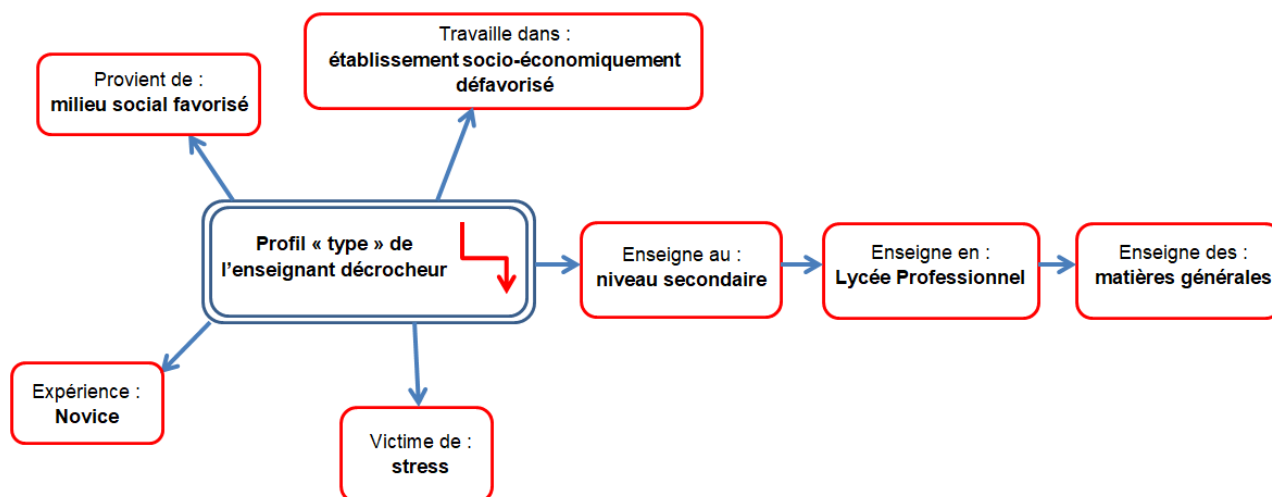 Travaille dans :
établissement socio-économiquement
défavorisé
Provient de :
milieu social favorisé
Profil « type » de
l’enseignant décrocheur
Enseigne au :
niveau secondaire
Enseigne en :
Lycée Professionnel
Enseigne des :
matières générales
Expérience :
Novice
Victime de :
stress